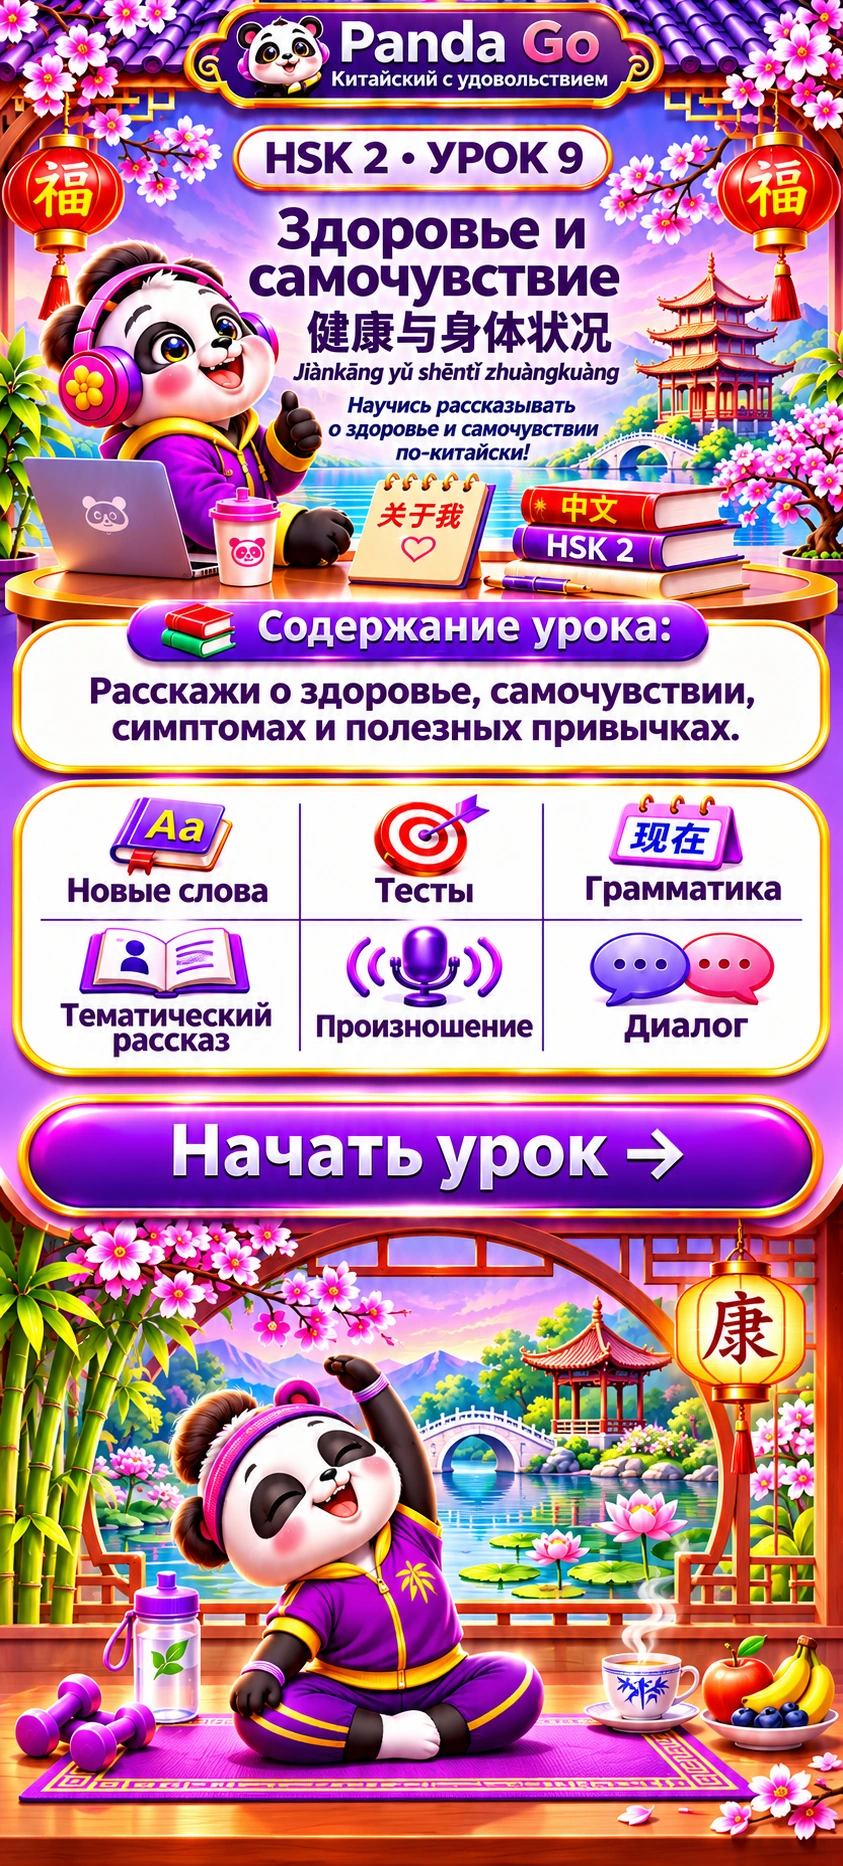 Panda Go
Китайский с удовольствием
HSK 2 • УРОК 9
福
福
Здоровье и
самочувствие
健康与身体状况
Jiànkāng yǔ shēntǐ zhuàngkuàng
Научись рассказывать
о здоровье и самочувствии
по-китайски!
关于我
中文
HSK 2
Содержание урока:
Расскажи о здоровье, самочувствии,
симптомах и полезных привычках.
Aa
现在
Новые слова
Тесты
Грамматика
Тематический
рассказ
Произношение
Диалог
Начать урок →
康